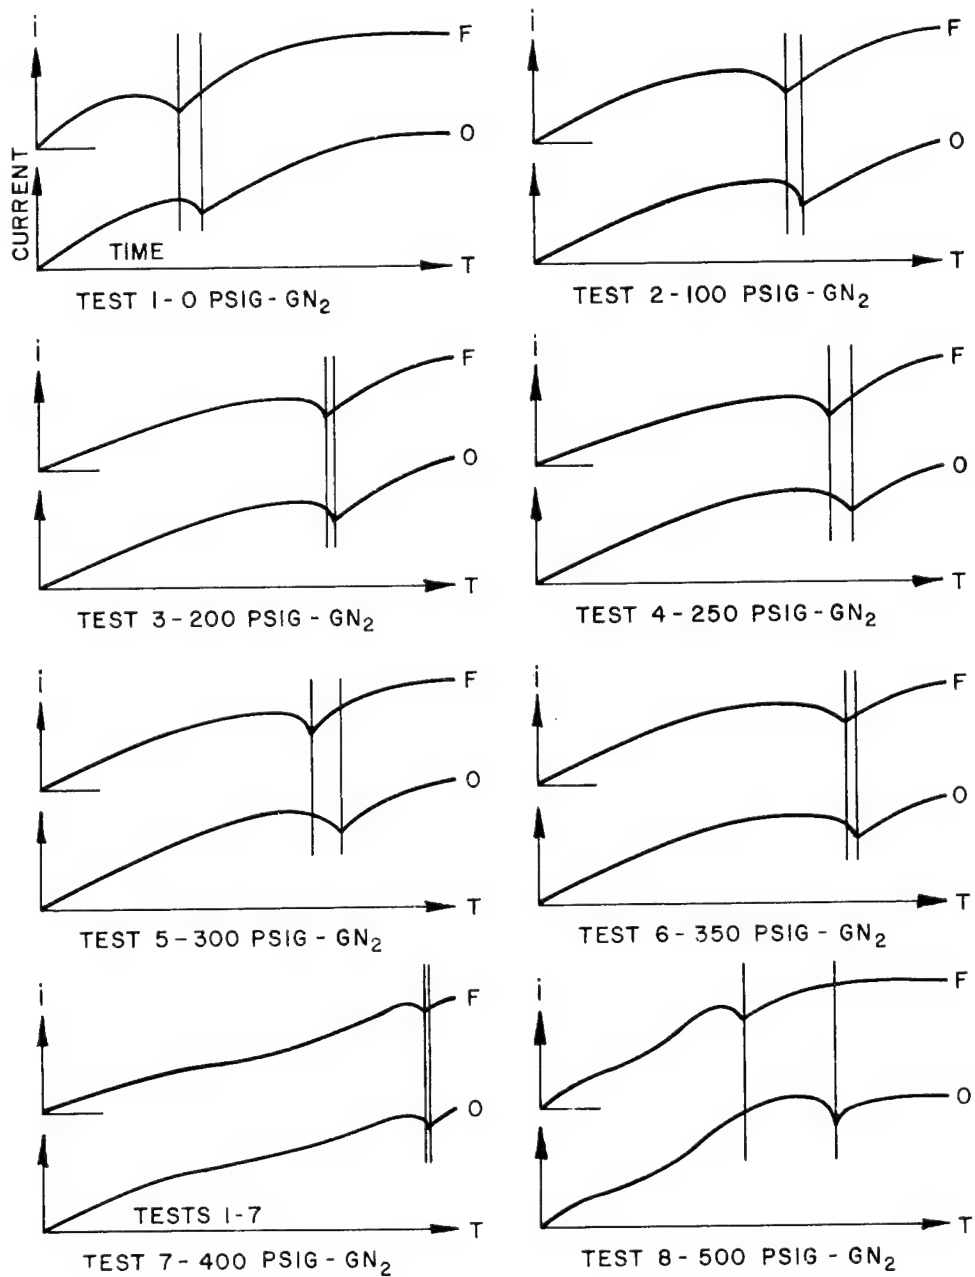 i
F
CURRENT
O
TIME
T
TEST 1-0 PSIG-GN2
i
F
O
T
TEST 2-100 PSIG-GN2
i
F
O
T
TEST 3-200 PSIG-GN2
i
F
O
T
TEST 4-250 PSIG-GN2
i
F
O
T
TEST 5-300 PSIG-GN2
i
F
O
T
TEST 6-350 PSIG-GN2
i
F
O
TESTS 1-7
T
TEST 7-400 PSIG-GN2
i
F
O
T
TEST 8-500 PSIG-GN2